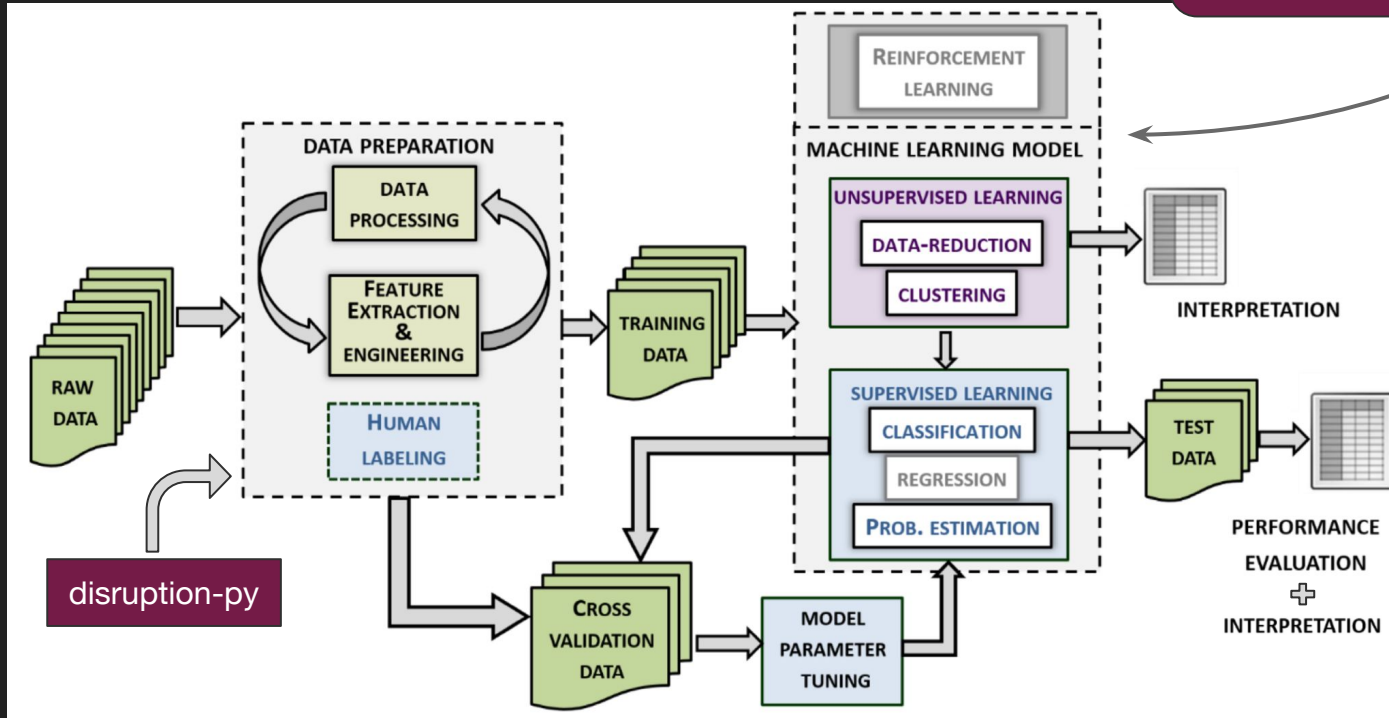 REINFORCEMENT
LEARNING
DATA PREPARATION
MACHINE LEARNING MODEL
DATA
PROCESSING
UNSUPERVISED LEARNING
DATA-REDUCTION
CLUSTERING
FEATURE
EXTRACTION
&
ENGINEERING
INTERPRETATION
TRAINING
DATA
RAW
DATA
HUMAN
LABELING
SUPERVISED LEARNING
CLASSIFICATION
REGRESSION
PROB. ESTIMATION
TEST
DATA
PERFORMANCE
EVALUATION
INTERPRETATION
disruption-py
CROSS
VALIDATION
DATA
MODEL
PARAMETER
TUNING